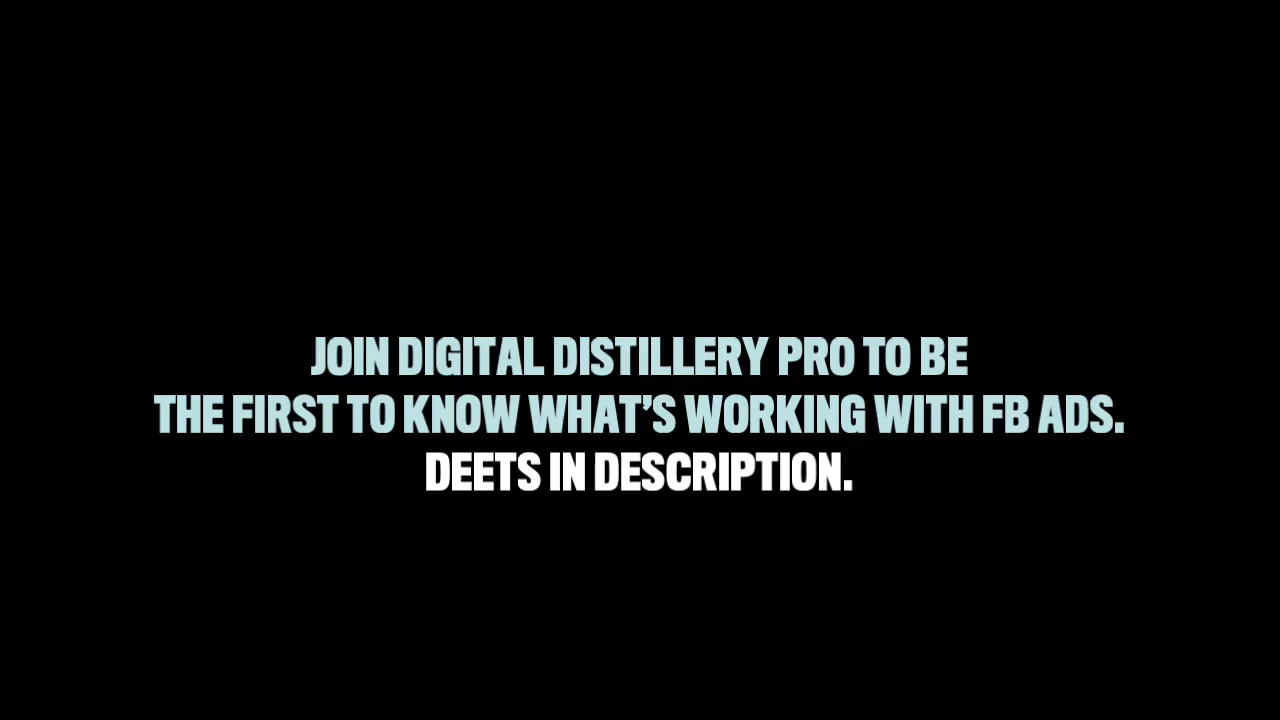 JOIN DIGITAL DISTILLERY PRO TO BE
THE FIRST TO KNOW WHAT’S WORKING WITH FB ADS.
DEETS IN DESCRIPTION.